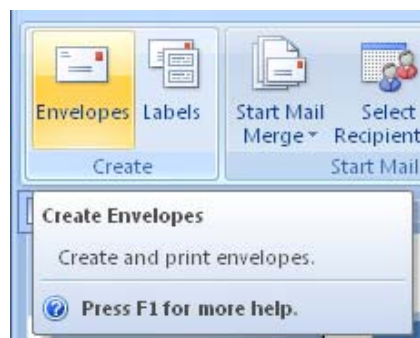 Envelopes Labels Start Mail Select
Merge Recipient
Create Start Mail
Create Envelopes
Create and print envelopes.
Press F1 for more help.